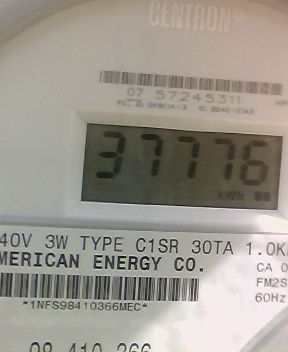 CENTRON
07 57245311
37776
kWh
40V 3W TYPE C1SR 30TA 1.0K
MERICAN ENERGY CO.
CA 0
FM2S
*1NFS98410366MEC*
60Hz
98 410 366